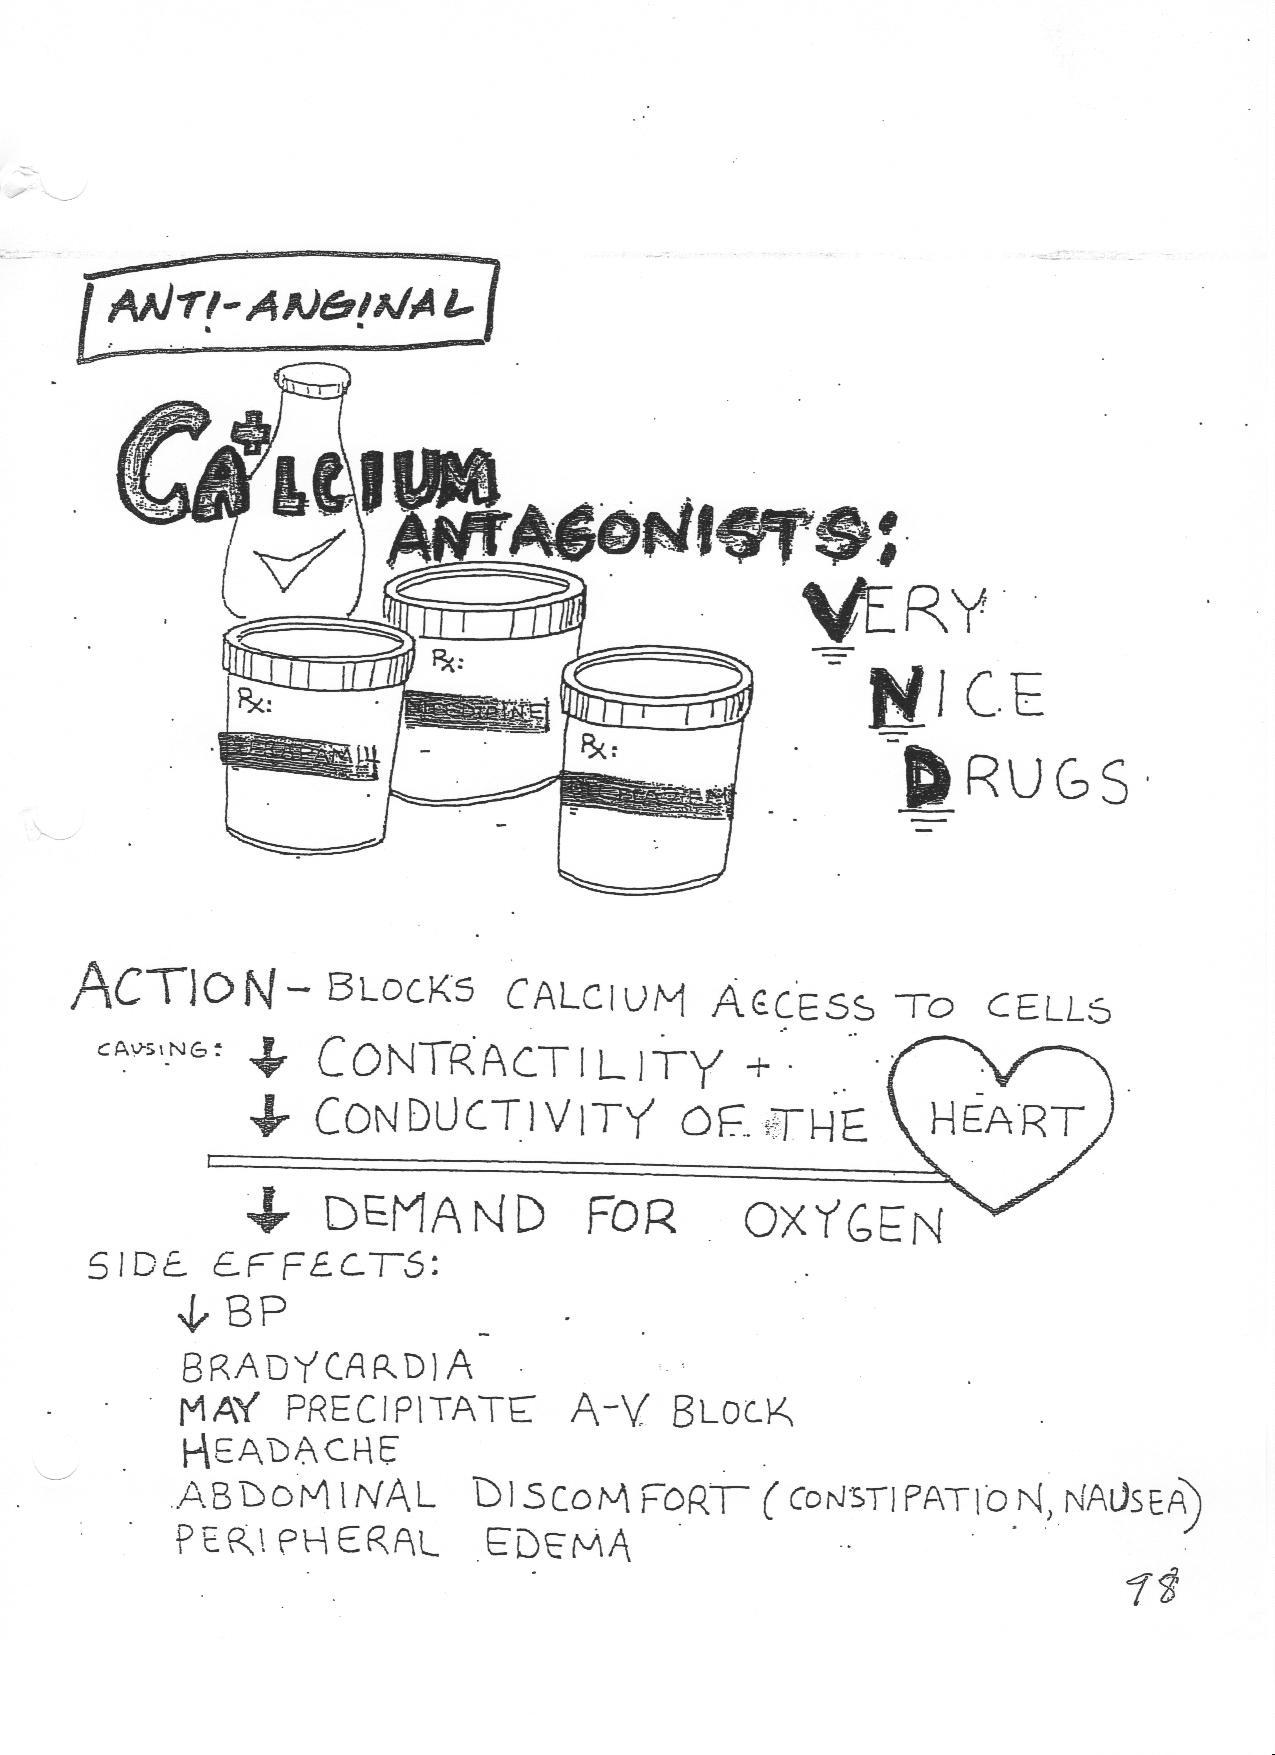 ANTI-ANGINAL
CA+LCIUM
ANTAGONISTS:
VERY
NICE
DRUGS
Rx:
Rx:
Rx:
ACTION - BLOCKS CALCIUM ACCESS TO CELLS
CAUSING: ↓ CONTRACTILITY +
↓ CONDUCTIVITY OF THE HEART
↓ DEMAND FOR OXYGEN
SIDE EFFECTS:
↓ BP
BRADYCARDIA
MAY PRECIPITATE A-V BLOCK
HEADACHE
ABDOMINAL DISCOMFORT (CONSTIPATION, NAUSEA)
PERIPHERAL EDEMA
98